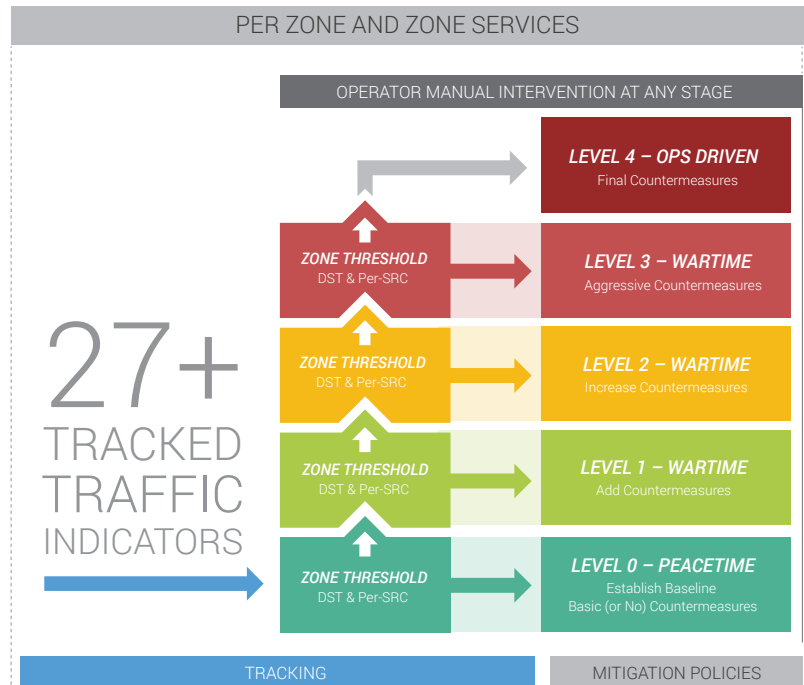 PER ZONE AND ZONE SERVICES
OPERATOR MANUAL INTERVENTION AT ANY STAGE
27+
TRACKED
TRAFFIC
INDICATORS
LEVEL 4 – OPS DRIVEN
Final Countermeasures
ZONE THRESHOLD
DST & Per-SRC
LEVEL 3 – WARTIME
Aggressive Countermeasures
ZONE THRESHOLD
DST & Per-SRC
LEVEL 2 – WARTIME
Increase Countermeasures
ZONE THRESHOLD
DST & Per-SRC
LEVEL 1 – WARTIME
Add Countermeasures
ZONE THRESHOLD
DST & Per-SRC
LEVEL 0 – PEACETIME
Establish Baseline
Basic (or No) Countermeasures
TRACKING
MITIGATION POLICIES